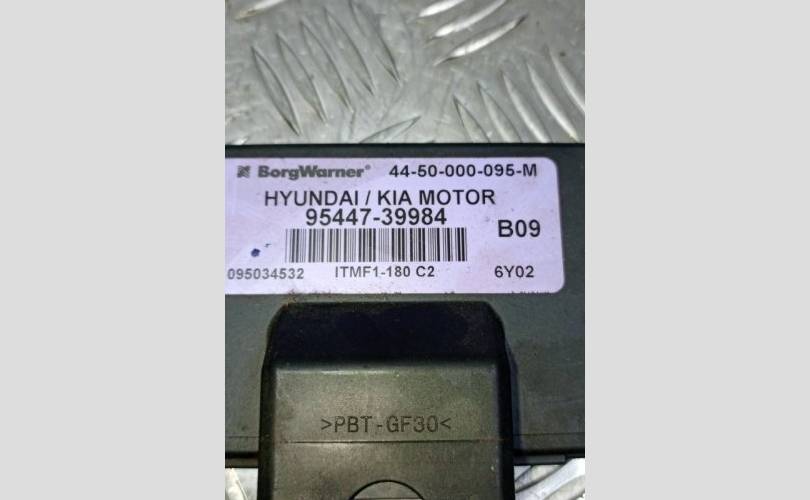 BorgWarner® 44-50-000-095-M
HYUNDAI / KIA MOTOR
95447-39984
B09
095034532 ITMF1-180 C2 6Y02
>PBT-GF30<